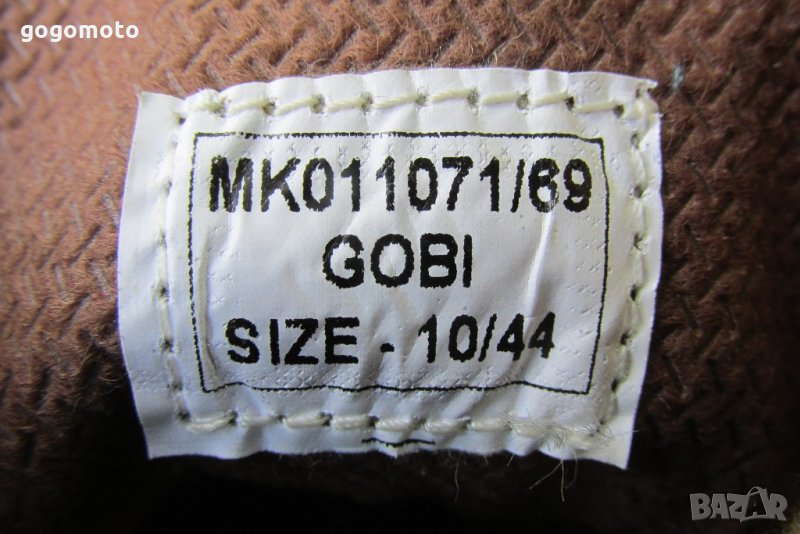 gogomoto
MK011071/69
GOBI
SIZE - 10/44
BAZAR